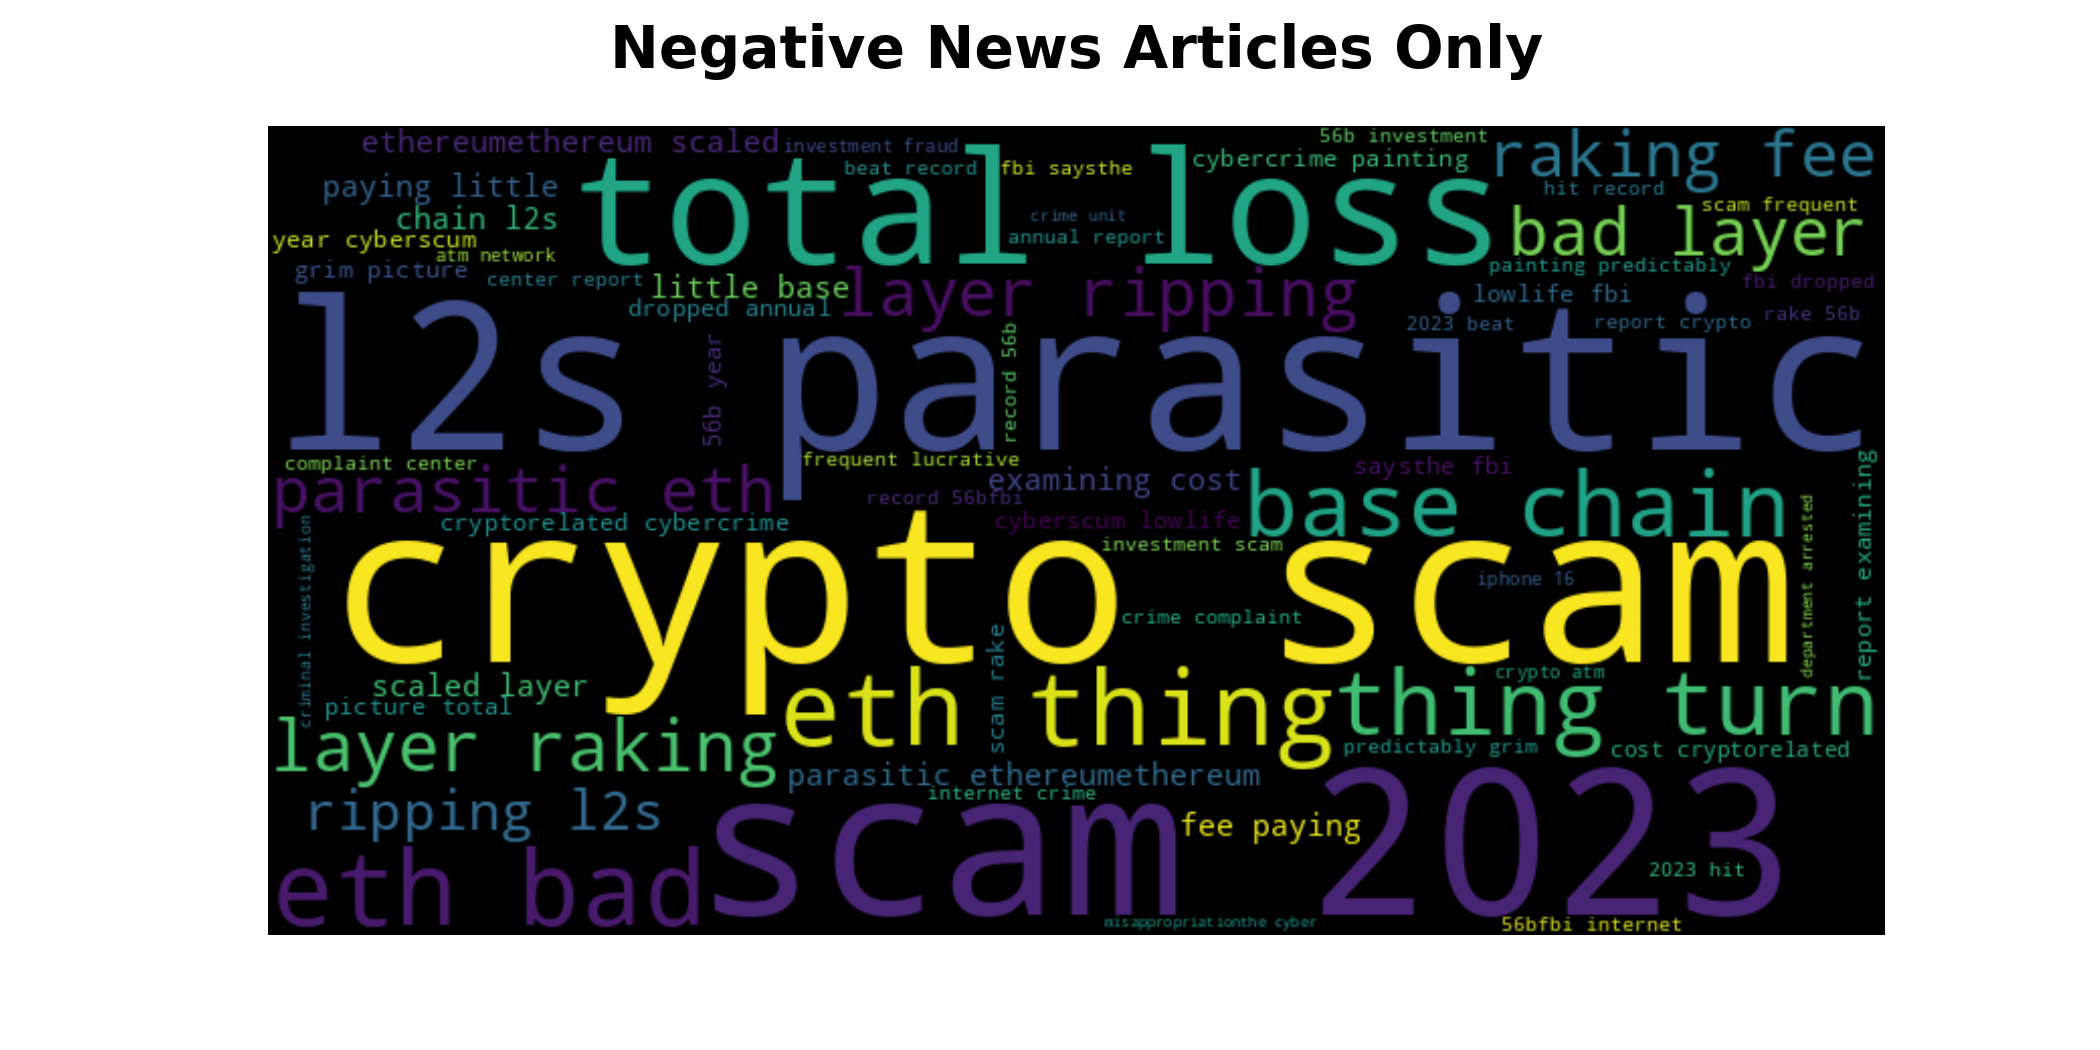 Negative News Articles Only
ethereumethereum scaled
investment fraud
56b investment
raking fee
beat record
fbi saysthe
cybercrime painting
paying little
total loss
hit record
chain l2s
crime unit
scam frequent
year cyberscum
annual report
bad layer
atm network
grim picture
center report
little base
layer ripping
painting predictably
fbi dropped
dropped annual
lowlife fbi
2023 beat
report crypto
rake 56b
l2s parasitic
56b year
record 56b
complaint center
frequent lucrative
saysthe fbi
parasitic eth
examining cost
record 56bfbi
base chain
report examining
cryptorelated cybercrime
cyberscum lowlife
investment scam
crypto scam
iphone 16
criminal investigation
department arrested
crime complaint
scam rake
scaled layer
eth thing
crypto atm
thing turn
picture total
layer raking
predictably grim
cost cryptorelated
parasitic ethereumethereum
internet crime
ripping l2s
scam 2023
fee paying
eth bad
2023 hit
misappropriationthe cyber
56bfbi internet